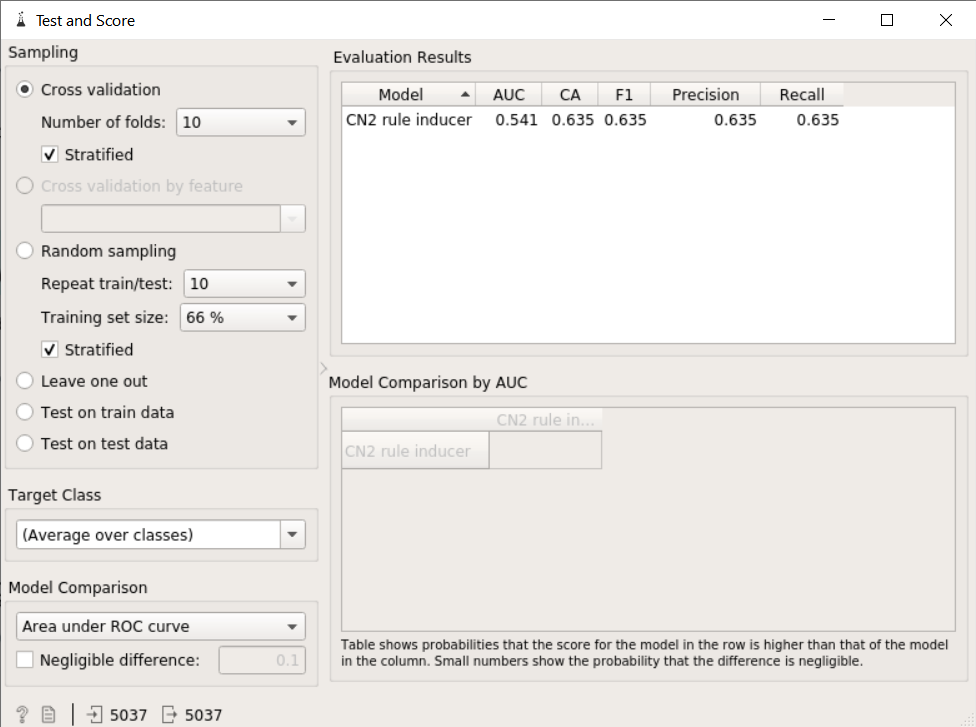 Test and Score
Sampling
Cross validation
Number of folds: 10
Stratified
Cross validation by feature
Random sampling
Repeat train/test: 10
Training set size: 66 %
Stratified
Leave one out
Test on train data
Test on test data
Target Class
(Average over classes)
Model Comparison
Area under ROC curve
Negligible difference: 0.1
? 5037 5037
Evaluation Results
Model AUC CA F1 Precision Recall
CN2 rule inducer 0.541 0.635 0.635 0.635 0.635
Model Comparison by AUC
CN2 rule in...
CN2 rule inducer
Table shows probabilities that the score for the model in the row is higher than that of the model
in the column. Small numbers show the probability that the difference is negligible.